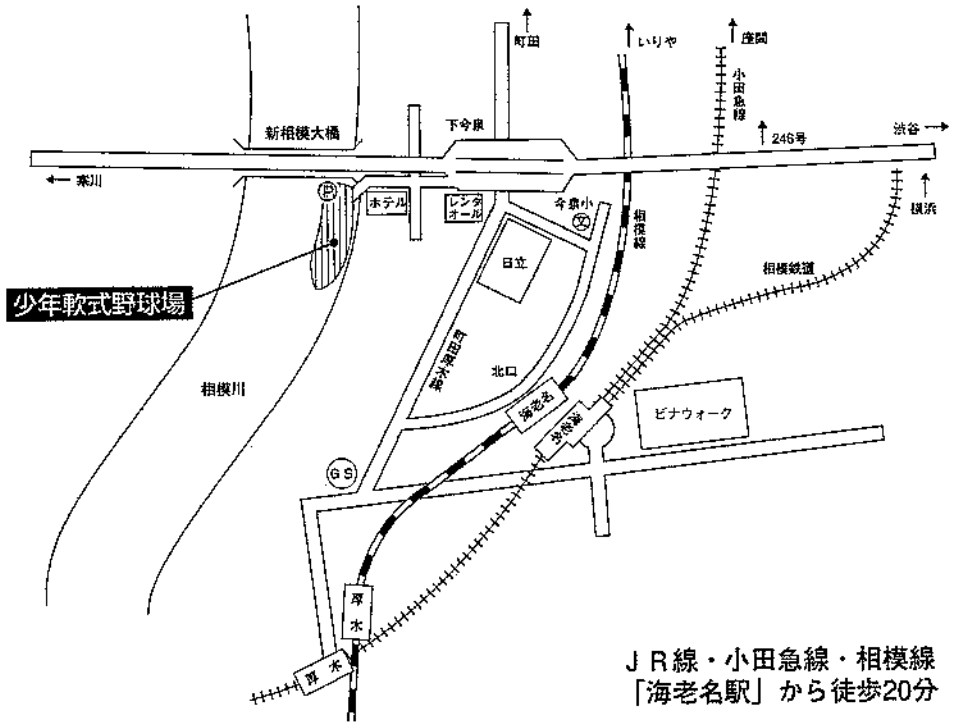 町田
いりや
座間
小田急線
246号
渋谷
新相模大橋
下今泉
寒川
P
ホテル
レンタ
オール
今泉小
文
相模線
横浜
日立
相模鉄道
少年軟式野球場
町田厚木線
北口
相模川
海老名
海老名
ビナウォーク
GS
厚木
厚木
JR線・小田急線・相模線
「海老名駅」から徒歩20分